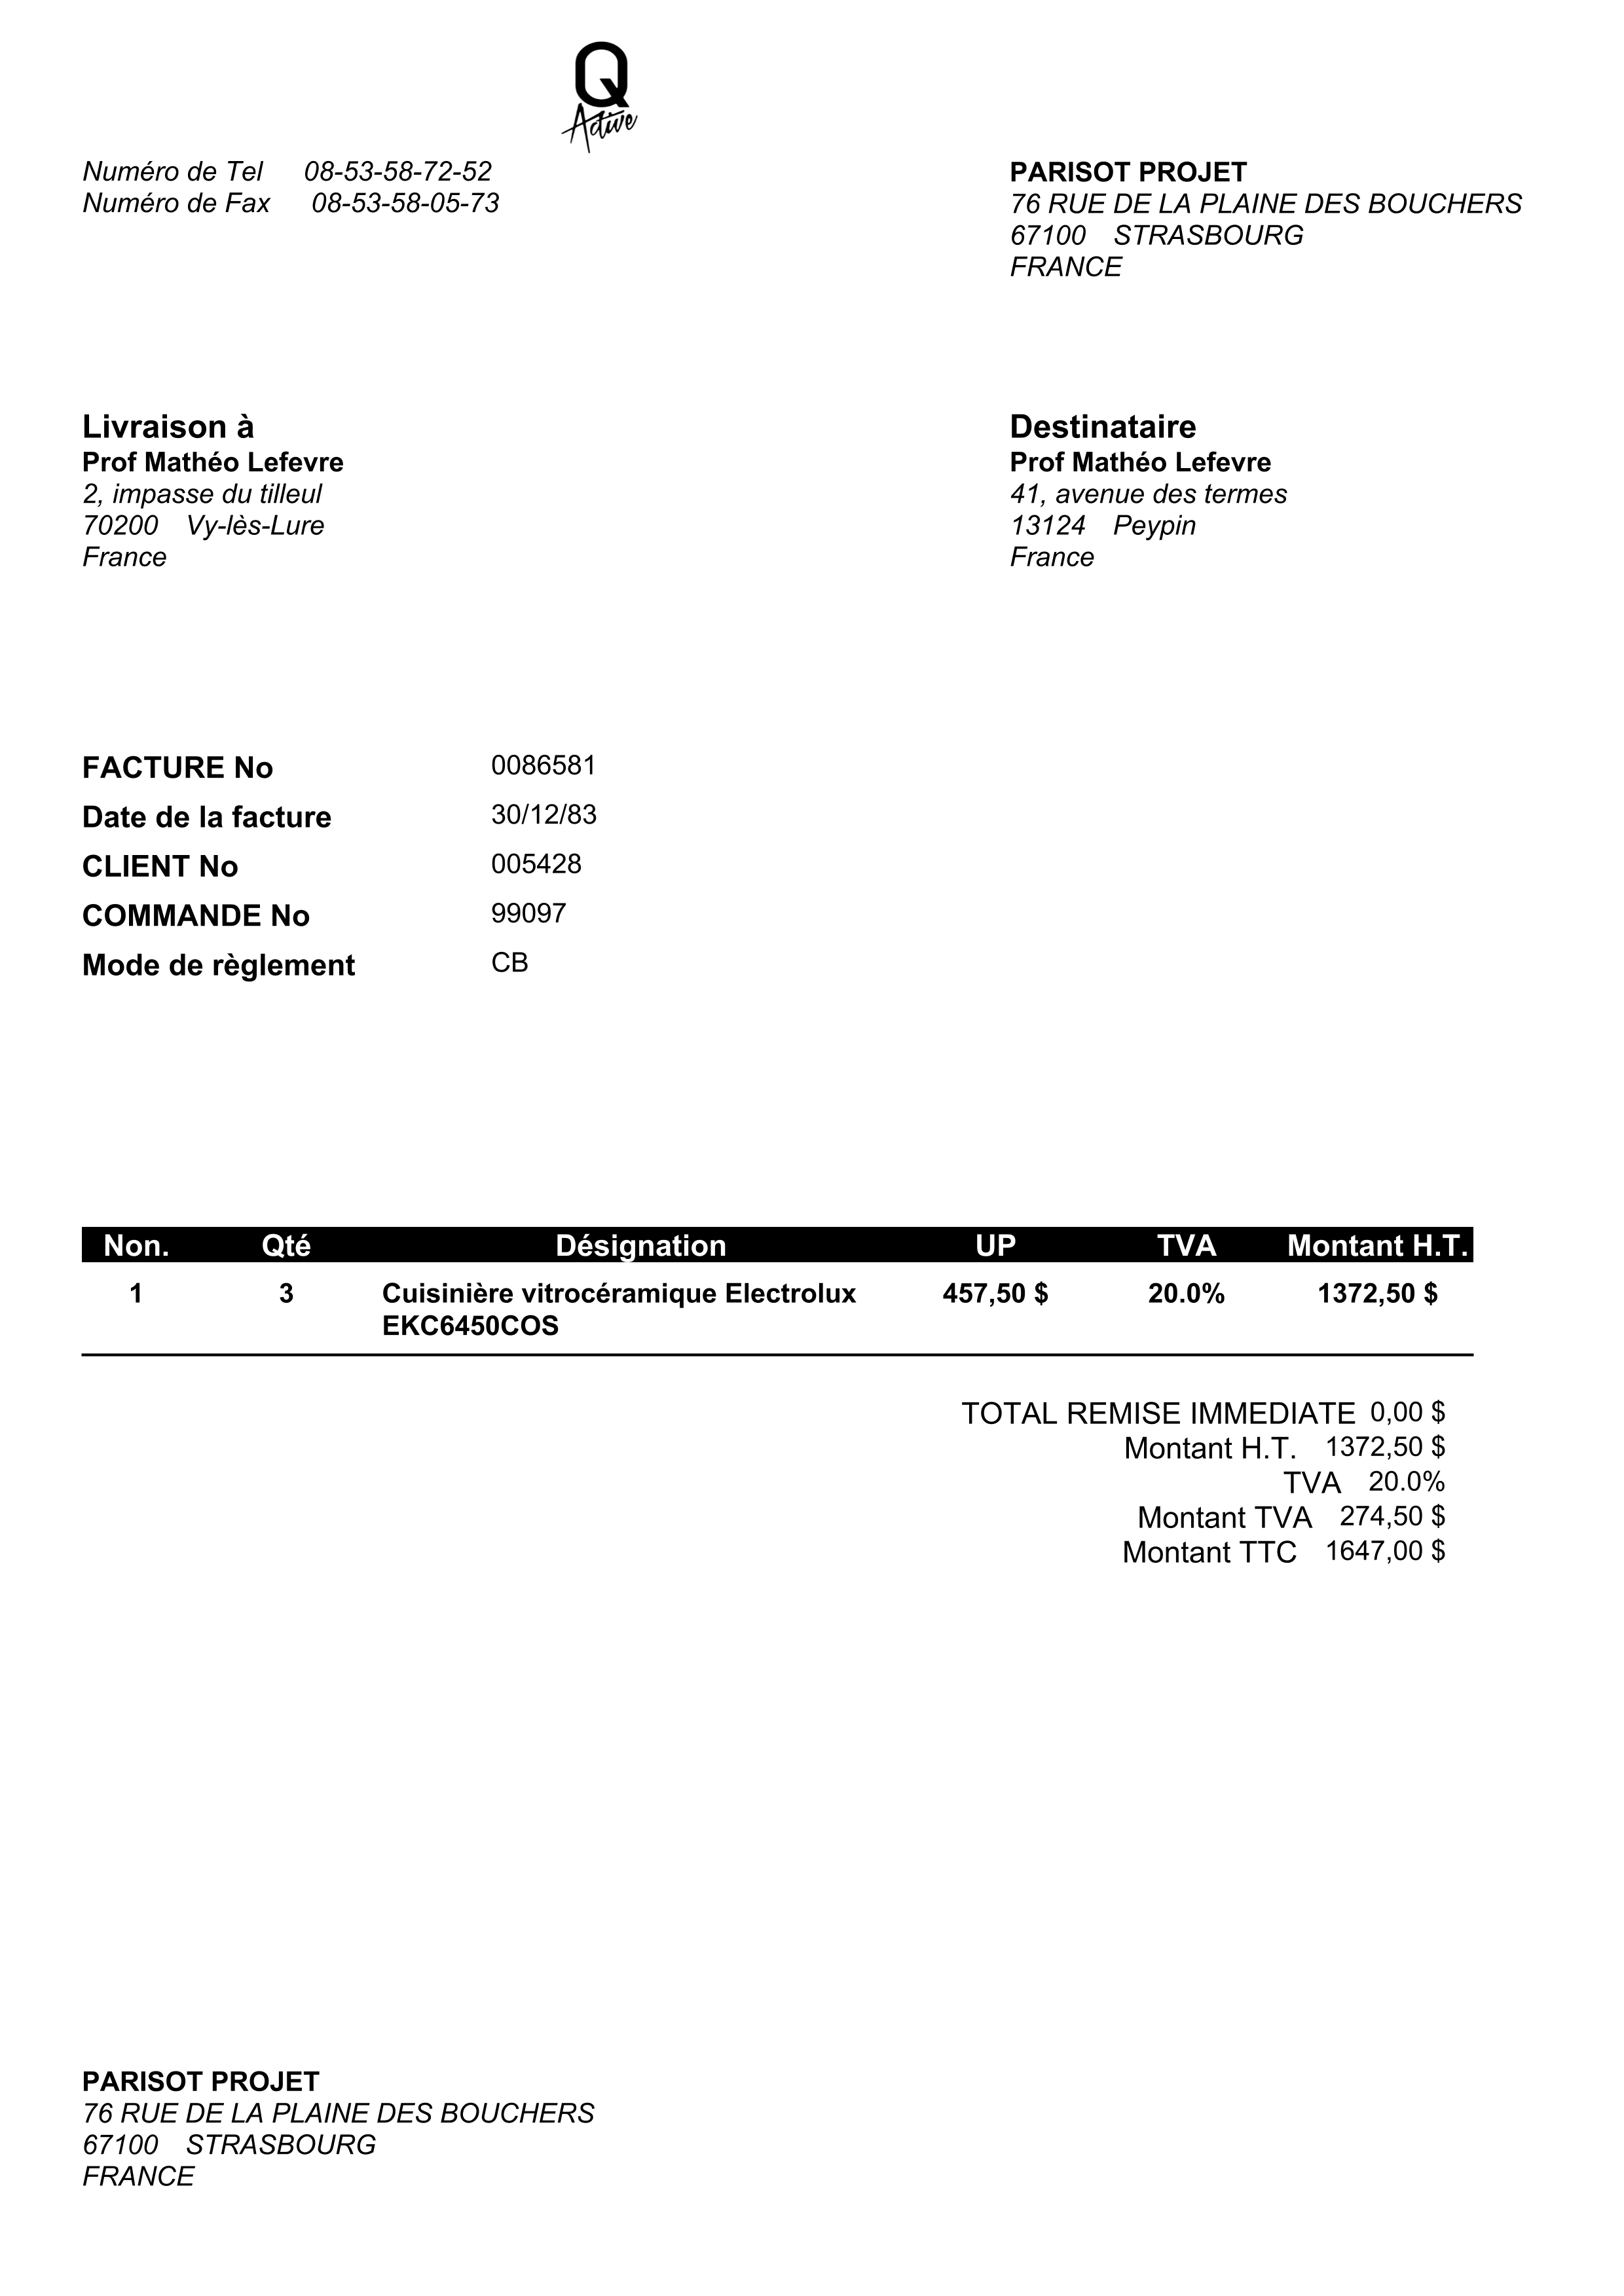 Q
Active
Numéro de Tel 08-53-58-72-52
Numéro de Fax 08-53-58-05-73
PARISOT PROJET
76 RUE DE LA PLAINE DES BOUCHERS
67100 STRASBOURG
FRANCE
Livraison à
Prof Mathéo Lefevre
2, impasse du tilleul
70200 Vy-lès-Lure
France
Destinataire
Prof Mathéo Lefevre
41, avenue des termes
13124 Peypin
France
FACTURE No 0086581
Date de la facture 30/12/83
CLIENT No 005428
COMMANDE No 99097
Mode de règlement CB
Non. Qté Désignation UP TVA Montant H.T.
1 3 Cuisinière vitrocéramique Electrolux 457,50 $ 20.0% 1372,50 $
EKC6450COS
TOTAL REMISE IMMEDIATE 0,00 $
Montant H.T. 1372,50 $
TVA 20.0%
Montant TVA 274,50 $
Montant TTC 1647,00 $
PARISOT PROJET
76 RUE DE LA PLAINE DES BOUCHERS
67100 STRASBOURG
FRANCE